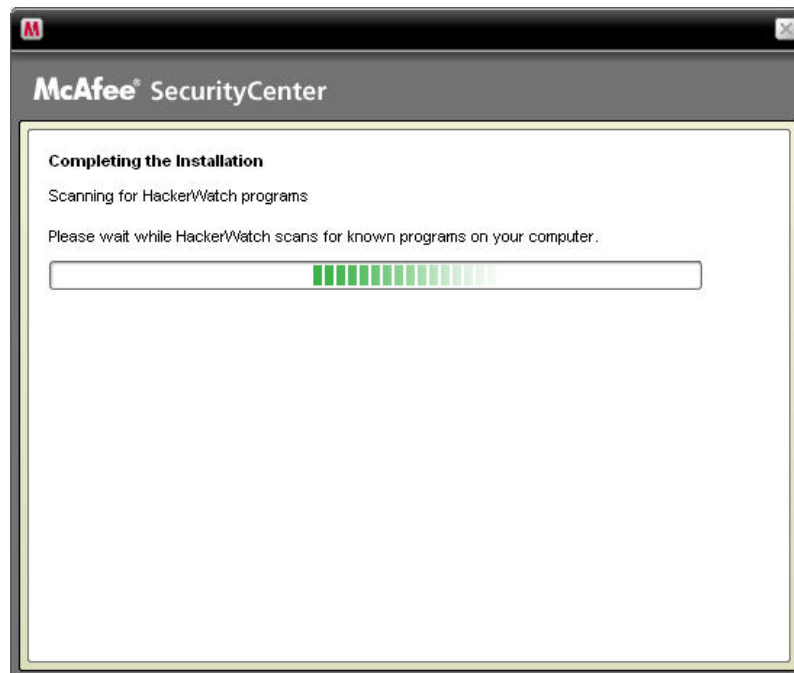 M
McAfee® SecurityCenter
Completing the Installation
Scanning for HackerWatch programs
Please wait while HackerWatch scans for known programs on your computer.